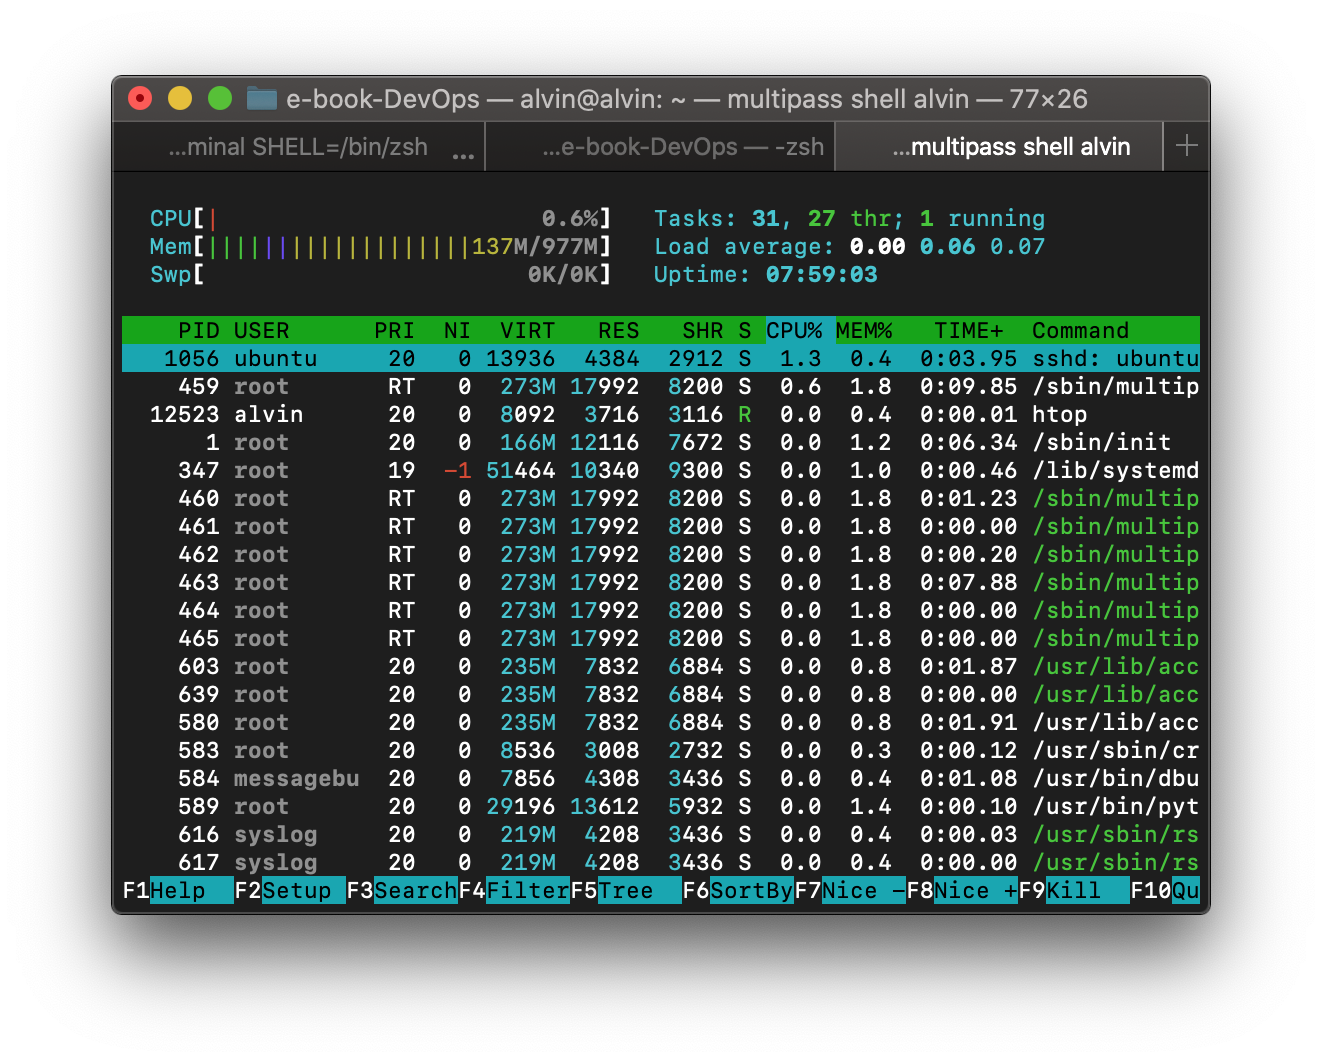 e-book-DevOps — alvin@alvin: ~ — multipass shell alvin — 77×26
...minal SHELL=/bin/zsh ... ...e-book-DevOps — -zsh ...multipass shell alvin +
CPU[| 0.6%] Tasks: 31, 27 thr; 1 running
Mem[|||||||||||||||||||137M/977M] Load average: 0.00 0.06 0.07
Swp[ 0K/0K] Uptime: 07:59:03
PID USER PRI NI VIRT RES SHR S CPU% MEM% TIME+ Command
1056 ubuntu 20 0 13936 4384 2912 S 1.3 0.4 0:03.95 sshd: ubuntu
459 root RT 0 273M 17992 8200 S 0.6 1.8 0:09.85 /sbin/multip
12523 alvin 20 0 8092 3716 3116 R 0.0 0.4 0:00.01 htop
1 root 20 0 166M 12116 7672 S 0.0 1.2 0:06.34 /sbin/init
347 root 19 -1 51464 10340 9300 S 0.0 1.0 0:00.46 /lib/systemd
460 root RT 0 273M 17992 8200 S 0.0 1.8 0:01.23 /sbin/multip
461 root RT 0 273M 17992 8200 S 0.0 1.8 0:00.00 /sbin/multip
462 root RT 0 273M 17992 8200 S 0.0 1.8 0:00.20 /sbin/multip
463 root RT 0 273M 17992 8200 S 0.0 1.8 0:07.88 /sbin/multip
464 root RT 0 273M 17992 8200 S 0.0 1.8 0:00.00 /sbin/multip
465 root RT 0 273M 17992 8200 S 0.0 1.8 0:00.00 /sbin/multip
603 root 20 0 235M 7832 6884 S 0.0 0.8 0:01.87 /usr/lib/acc
639 root 20 0 235M 7832 6884 S 0.0 0.8 0:00.00 /usr/lib/acc
580 root 20 0 235M 7832 6884 S 0.0 0.8 0:01.91 /usr/lib/acc
583 root 20 0 8536 3008 2732 S 0.0 0.3 0:00.12 /usr/sbin/cr
584 messagebu 20 0 7856 4308 3436 S 0.0 0.4 0:01.08 /usr/bin/dbu
589 root 20 0 29196 13612 5932 S 0.0 1.4 0:00.10 /usr/bin/pyt
616 syslog 20 0 219M 4208 3436 S 0.0 0.4 0:00.03 /usr/sbin/rs
617 syslog 20 0 219M 4208 3436 S 0.0 0.4 0:00.00 /usr/sbin/rs
F1Help F2Setup F3SearchF4FilterF5Tree F6SortByF7Nice -F8Nice +F9Kill F10Qu